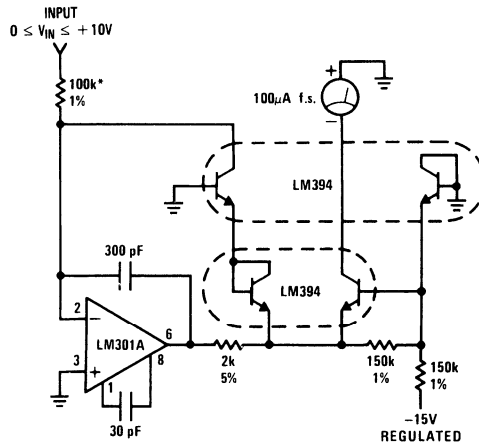 INPUT
0 ≤ VIN ≤ +10V
100k*
1%
+
100μA f.s.
−
LM394
300 pF
LM394
2
−
LM301A
6
3
+
1
8
30 pF
2k
5%
150k
1%
150k
1%
−15V
REGULATED